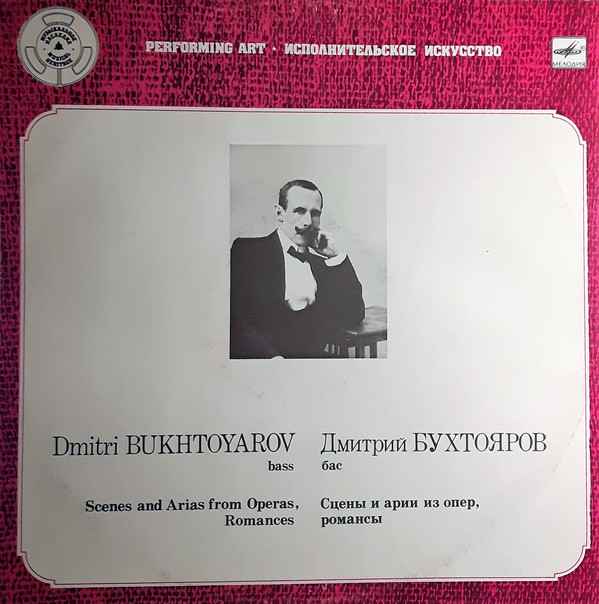 PERFORMING ART · ИСПОЛНИТЕЛЬСКОЕ ИСКУССТВО
МЕЛОДИЯ
Dmitri BUKHTOYAROV
bass
Дмитрий БУХТОЯРОВ
бас
Scenes and Arias from Operas,
Romances
Сцены и арии из опер,
романсы